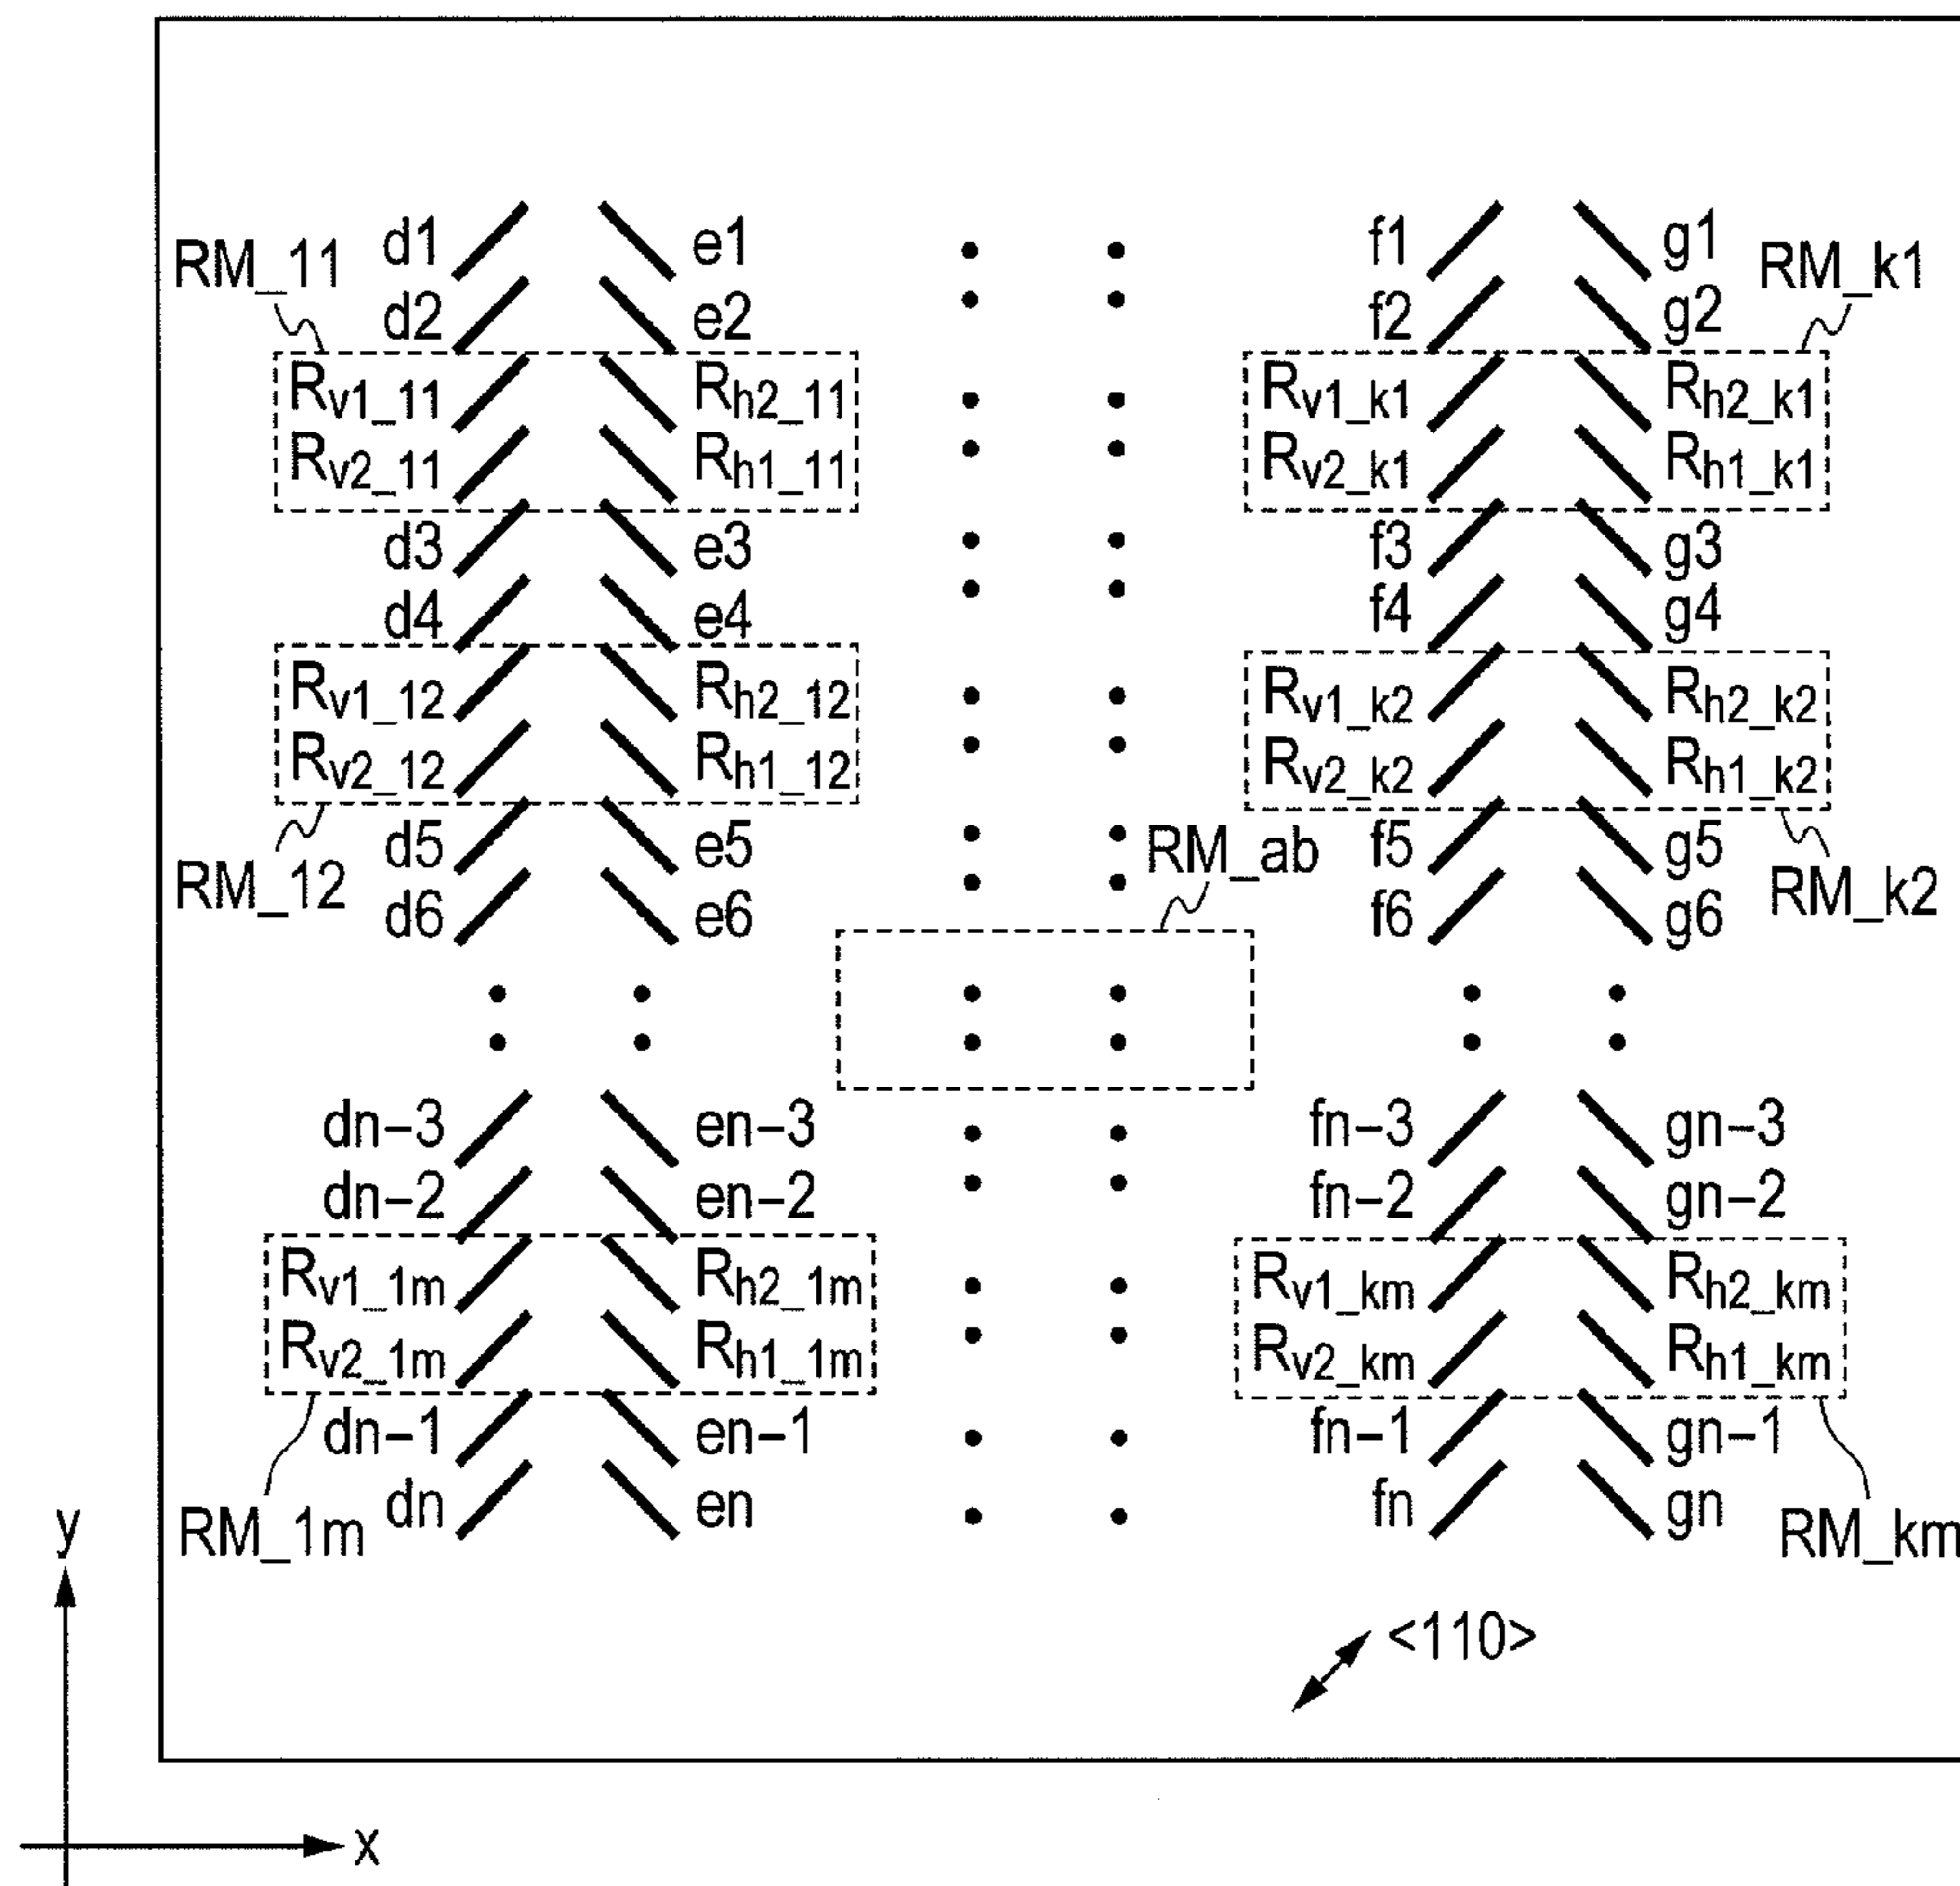 d1 e1 f1 g1
RM_11 RM_k1
d2 e2 f2 g2
Rv1_11 Rh2_11 Rv1_k1 Rh2_k1
Rv2_11 Rh1_11 Rv2_k1 Rh1_k1
d3 e3 f3 g3
d4 e4 f4 g4
Rv1_12 Rh2_12 Rv1_k2 Rh2_k2
Rv2_12 Rh1_12 Rv2_k2 Rh1_k2
d5 e5 RM_ab f5 g5
RM_12 RM_k2
d6 e6 f6 g6
dn–3 en–3 fn–3 gn–3
dn–2 en–2 fn–2 gn–2
Rv1_1m Rh2_1m Rv1_km Rh2_km
Rv2_1m Rh1_1m Rv2_km Rh1_km
dn–1 en–1 fn–1 gn–1
dn en fn gn
y RM_1m RM_km
<110>
x